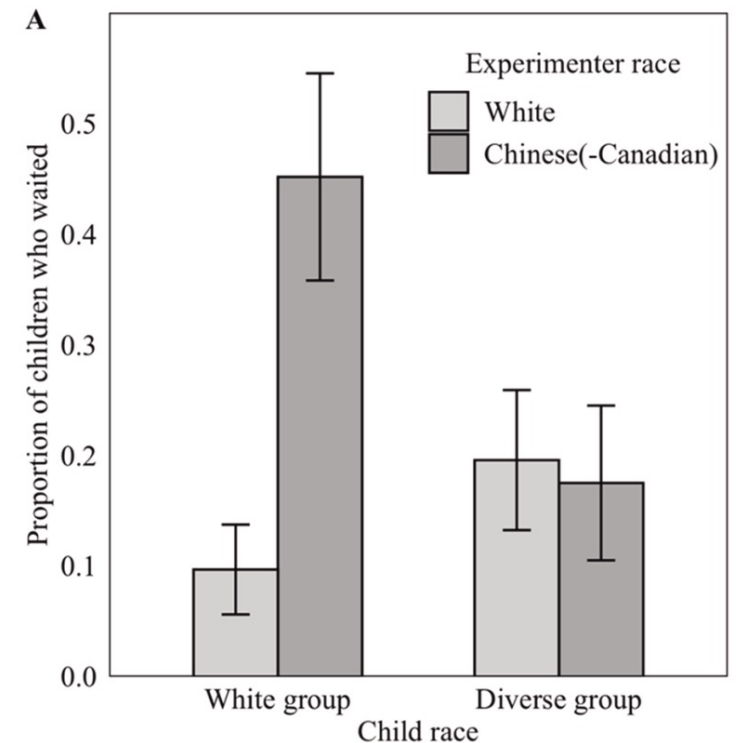 A
Experimenter race
White
Chinese(-Canadian)
Proportion of children who waited
0.5
0.4
0.3
0.2
0.1
0.0
White group
Diverse group
Child race